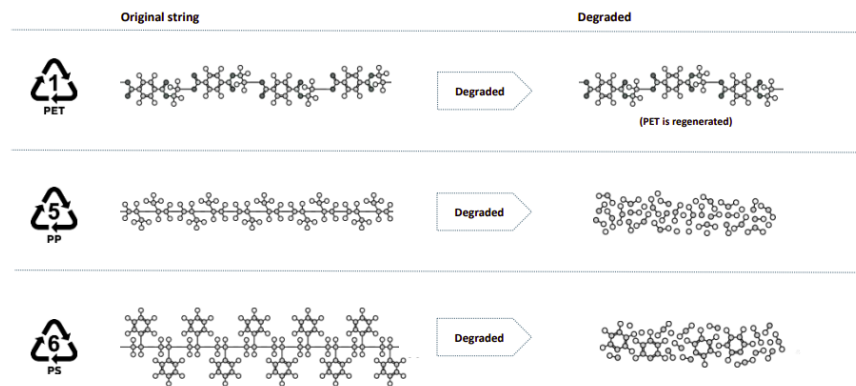 Original string Degraded
1
PET
Degraded
(PET is regenerated)
5
PP
Degraded
6
PS
Degraded